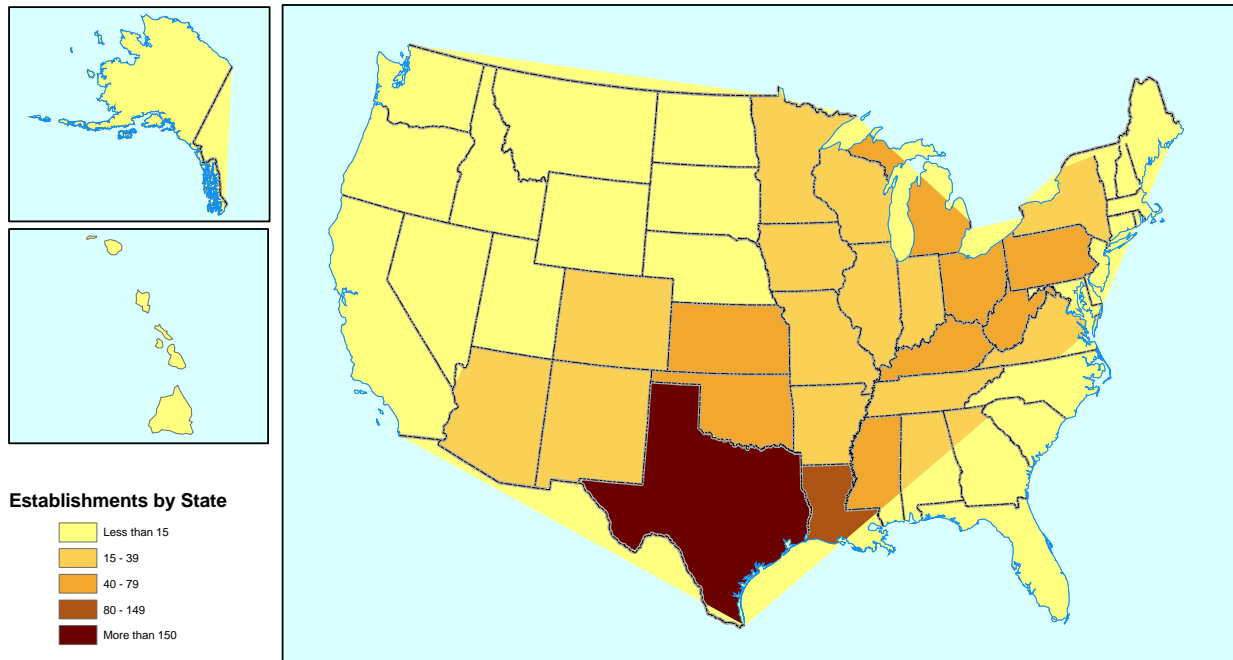 Establishments by State
Less than 15
15 - 39
40 - 79
80 - 149
More than 150